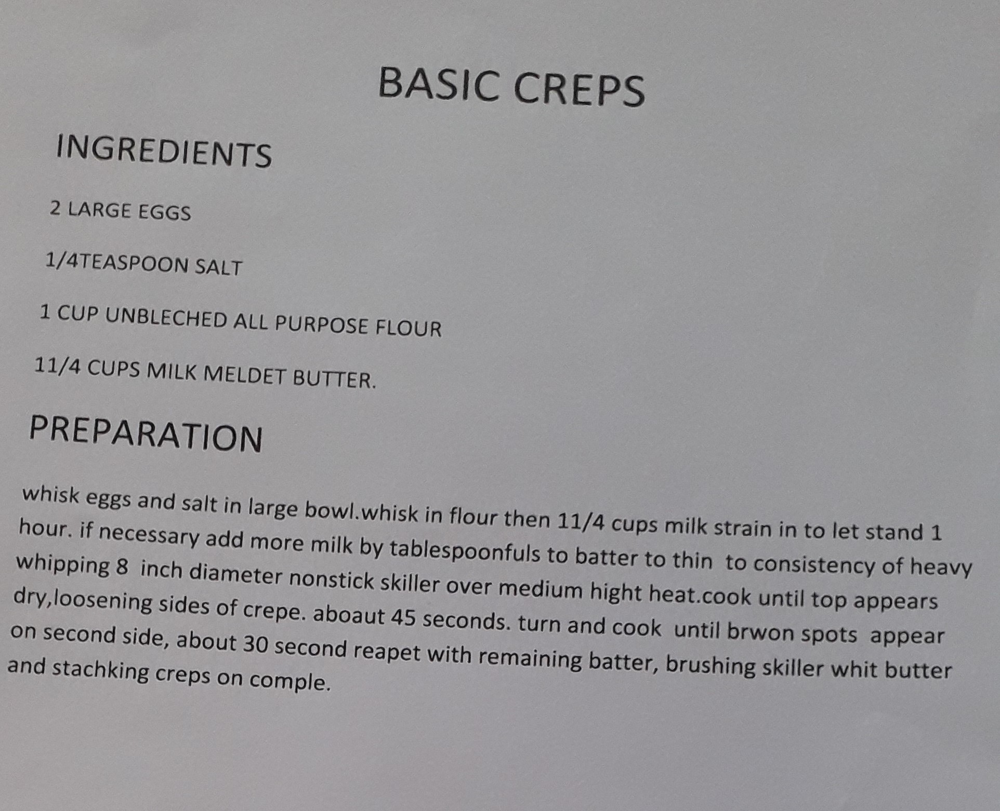 BASIC CREPS
INGREDIENTS
2 LARGE EGGS
1/4TEASPOON SALT
1 CUP UNBLECHED ALL PURPOSE FLOUR
11/4 CUPS MILK MELDET BUTTER.
PREPARATION
whisk eggs and salt in large bowl.whisk in flour then 11/4 cups milk strain in to let stand 1
hour. if necessary add more milk by tablespoonfuls to batter to thin  to consistency of heavy
whipping 8  inch diameter nonstick skiller over medium hight heat.cook until top appears
dry,loosening sides of crepe. aboaut 45 seconds. turn and cook  until brwon spots  appear
on second side, about 30 second reapet with remaining batter, brushing skiller whit butter
and stachking creps on comple.